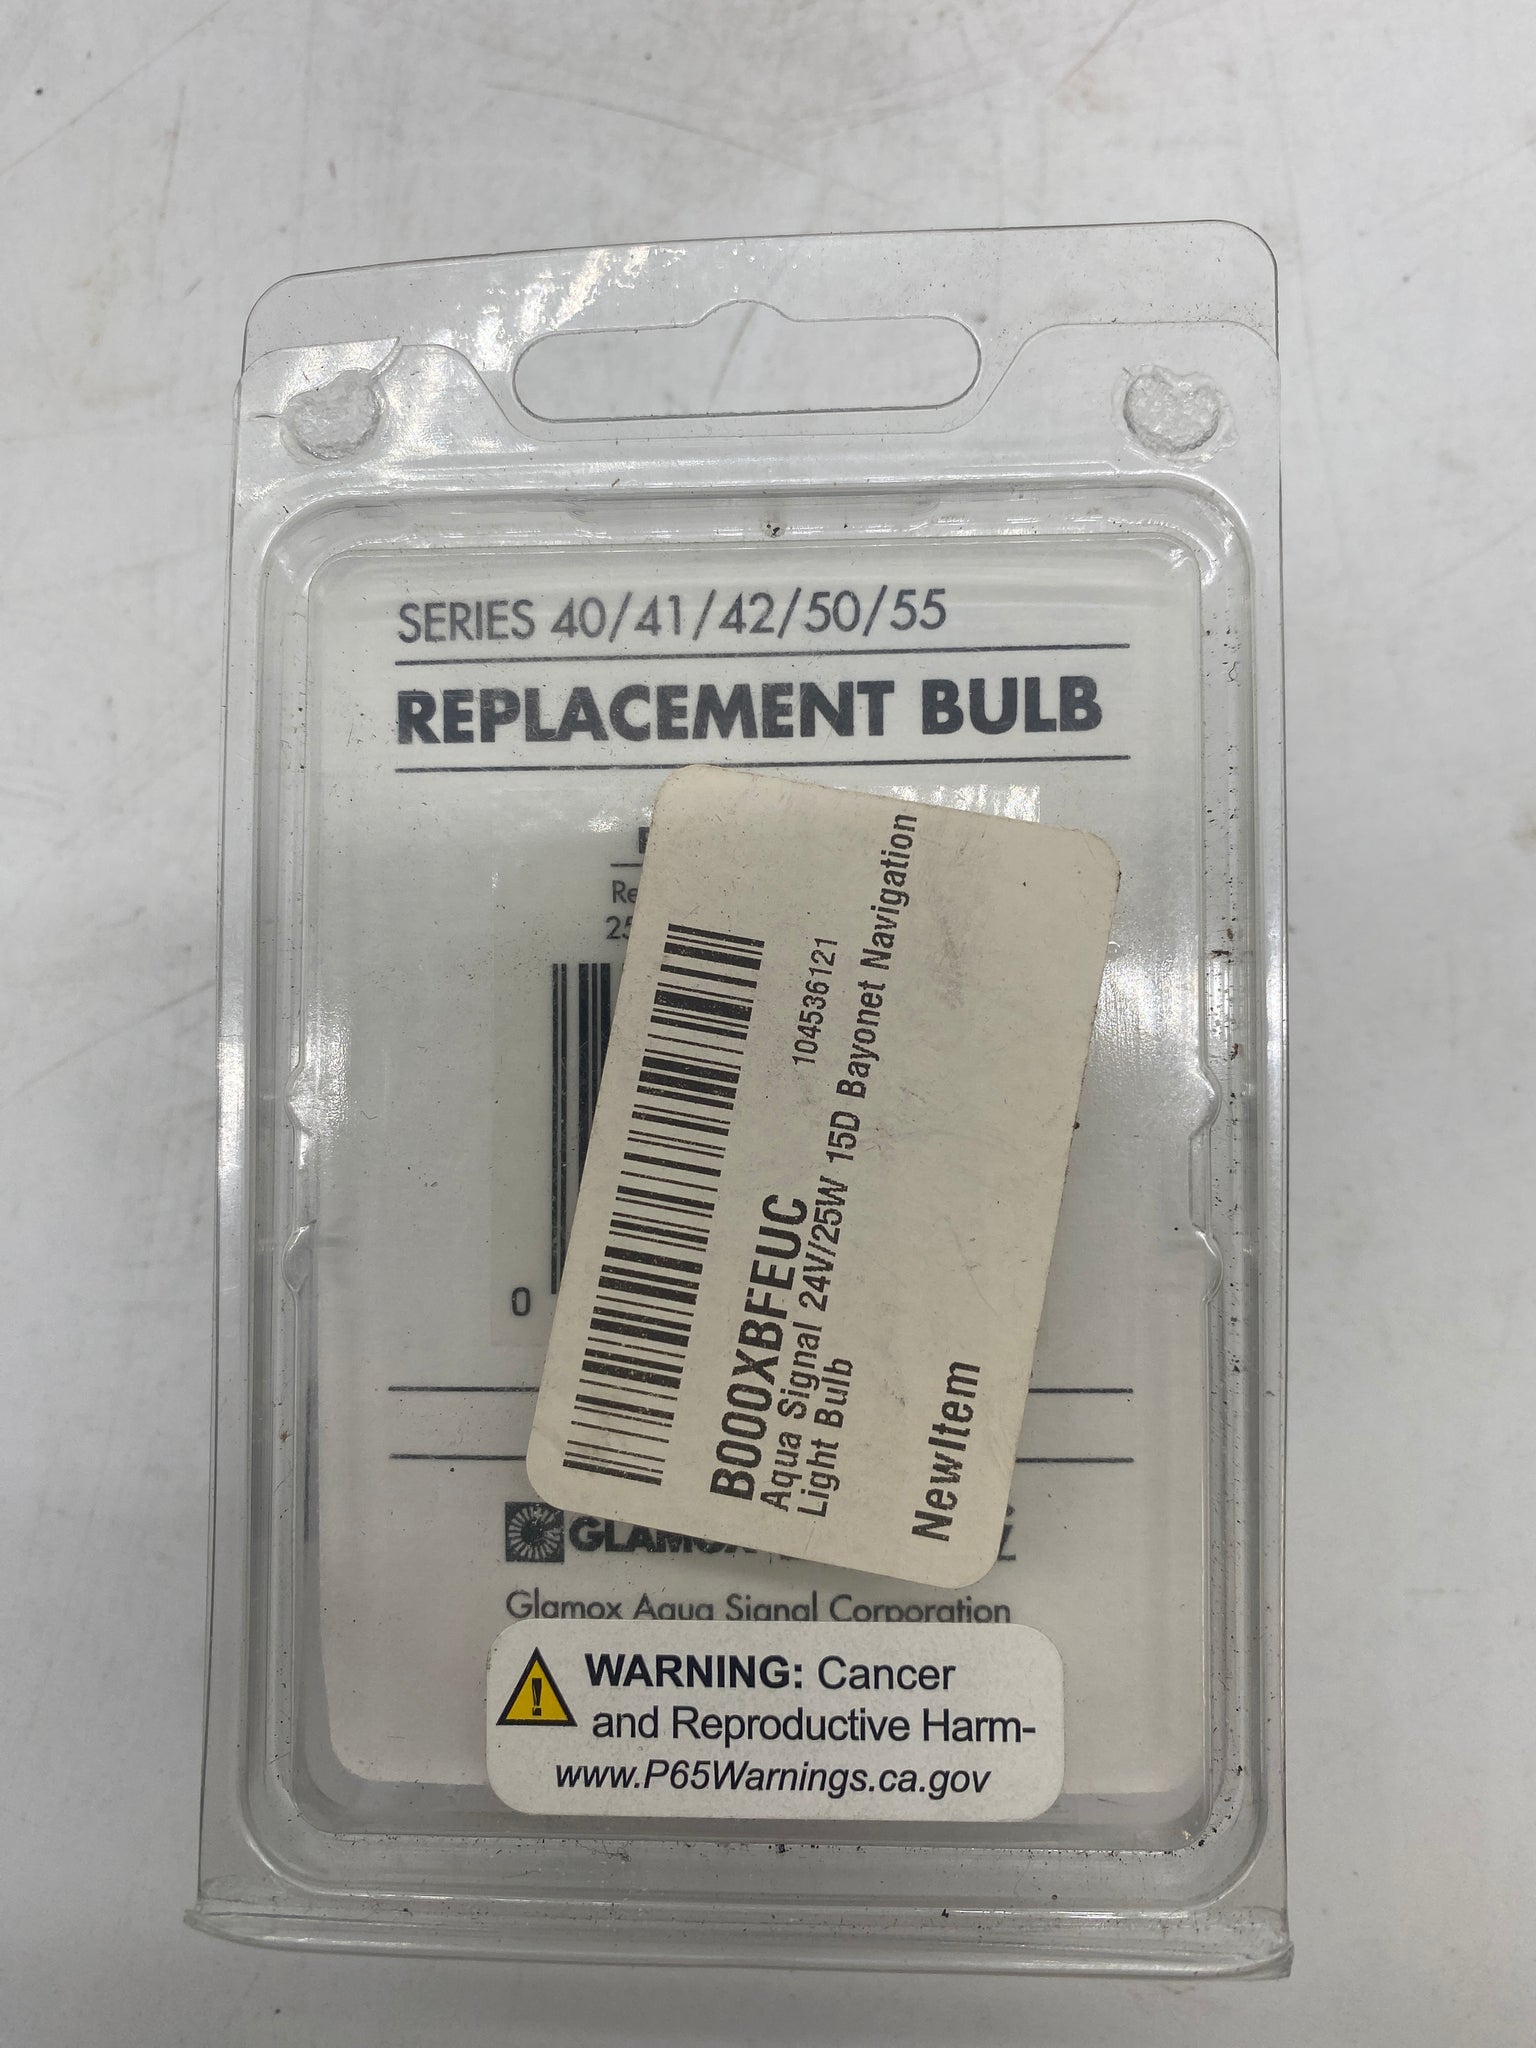 SERIES 40/41/42/50/55
REPLACEMENT BULB
0
104536121
B000XBFEUC
Aqua Signal 24V/25W 15D Bayonet Navigation
Light Bulb
NewItem
GLAMOX
Glamox Aqua Signal Corporation
WARNING: Cancer
and Reproductive Harm-
www.P65Warnings.ca.gov